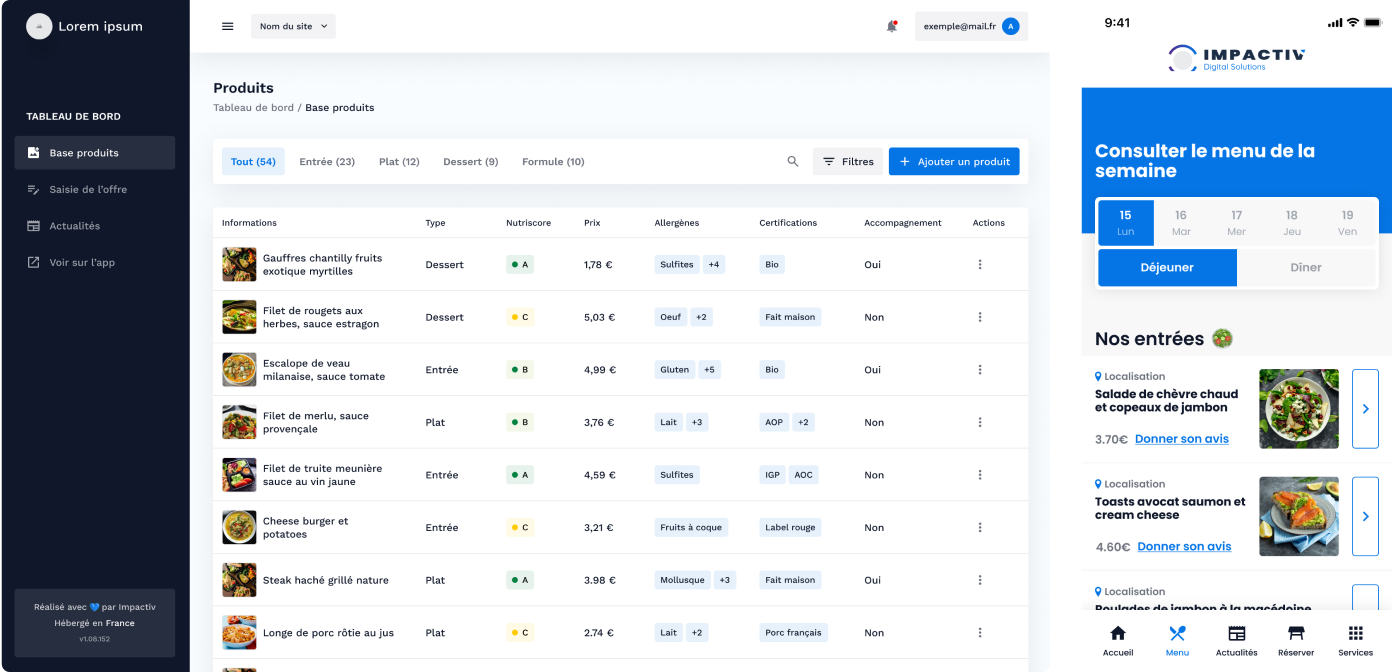 Lorem ipsum
TABLEAU DE BORD
Base produits
Saisie de l'offre
Actualités
Voir sur l'app
Réalisé avec 💙 par Impactiv
Hébergé en France
v1.08.152
Nom du site
exemple@mail.fr A
Produits
Tableau de bord / Base produits
Tout (54) Entrée (23) Plat (12) Dessert (9) Formule (10) Filtres + Ajouter un produit
Informations Type Nutriscore Prix Allergènes Certifications Accompagnement Actions
Gauffres chantilly fruits
exotique myrtilles
Dessert A 1,78 € Sulfites +4 Bio Oui
Filet de rougets aux
herbes, sauce estragon
Dessert C 5,03 € Oeuf +2 Fait maison Non
Escalope de veau
milanaise, sauce tomate
Entrée B 4,99 € Gluten +5 Bio Oui
Filet de merlu, sauce
provençale
Plat B 3,76 € Lait +3 AOP +2 Non
Filet de truite meunière
sauce au vin jaune
Entrée A 4,59 € Sulfites IGP AOC Non
Cheese burger et
potatoes
Entrée C 3,21 € Fruits à coque Label rouge Non
Steak haché grillé nature Plat A 3.98 € Mollusque +3 Fait maison Oui
Longe de porc rôtie au jus Plat C 2.74 € Lait +2 Porc français Non
9:41
IMPACTIV
Digital Solutions
Consulter le menu de la
semaine
15 16 17 18 19
Lun Mar Mer Jeu Ven
Déjeuner Dîner
Nos entrées
Localisation
Salade de chèvre chaud
et copeaux de jambon
3.70€ Donner son avis
Localisation
Toasts avocat saumon et
cream cheese
4.60€ Donner son avis
Localisation
Roulades de jambon à la macédoine
Accueil Menu Actualités Réserver Services